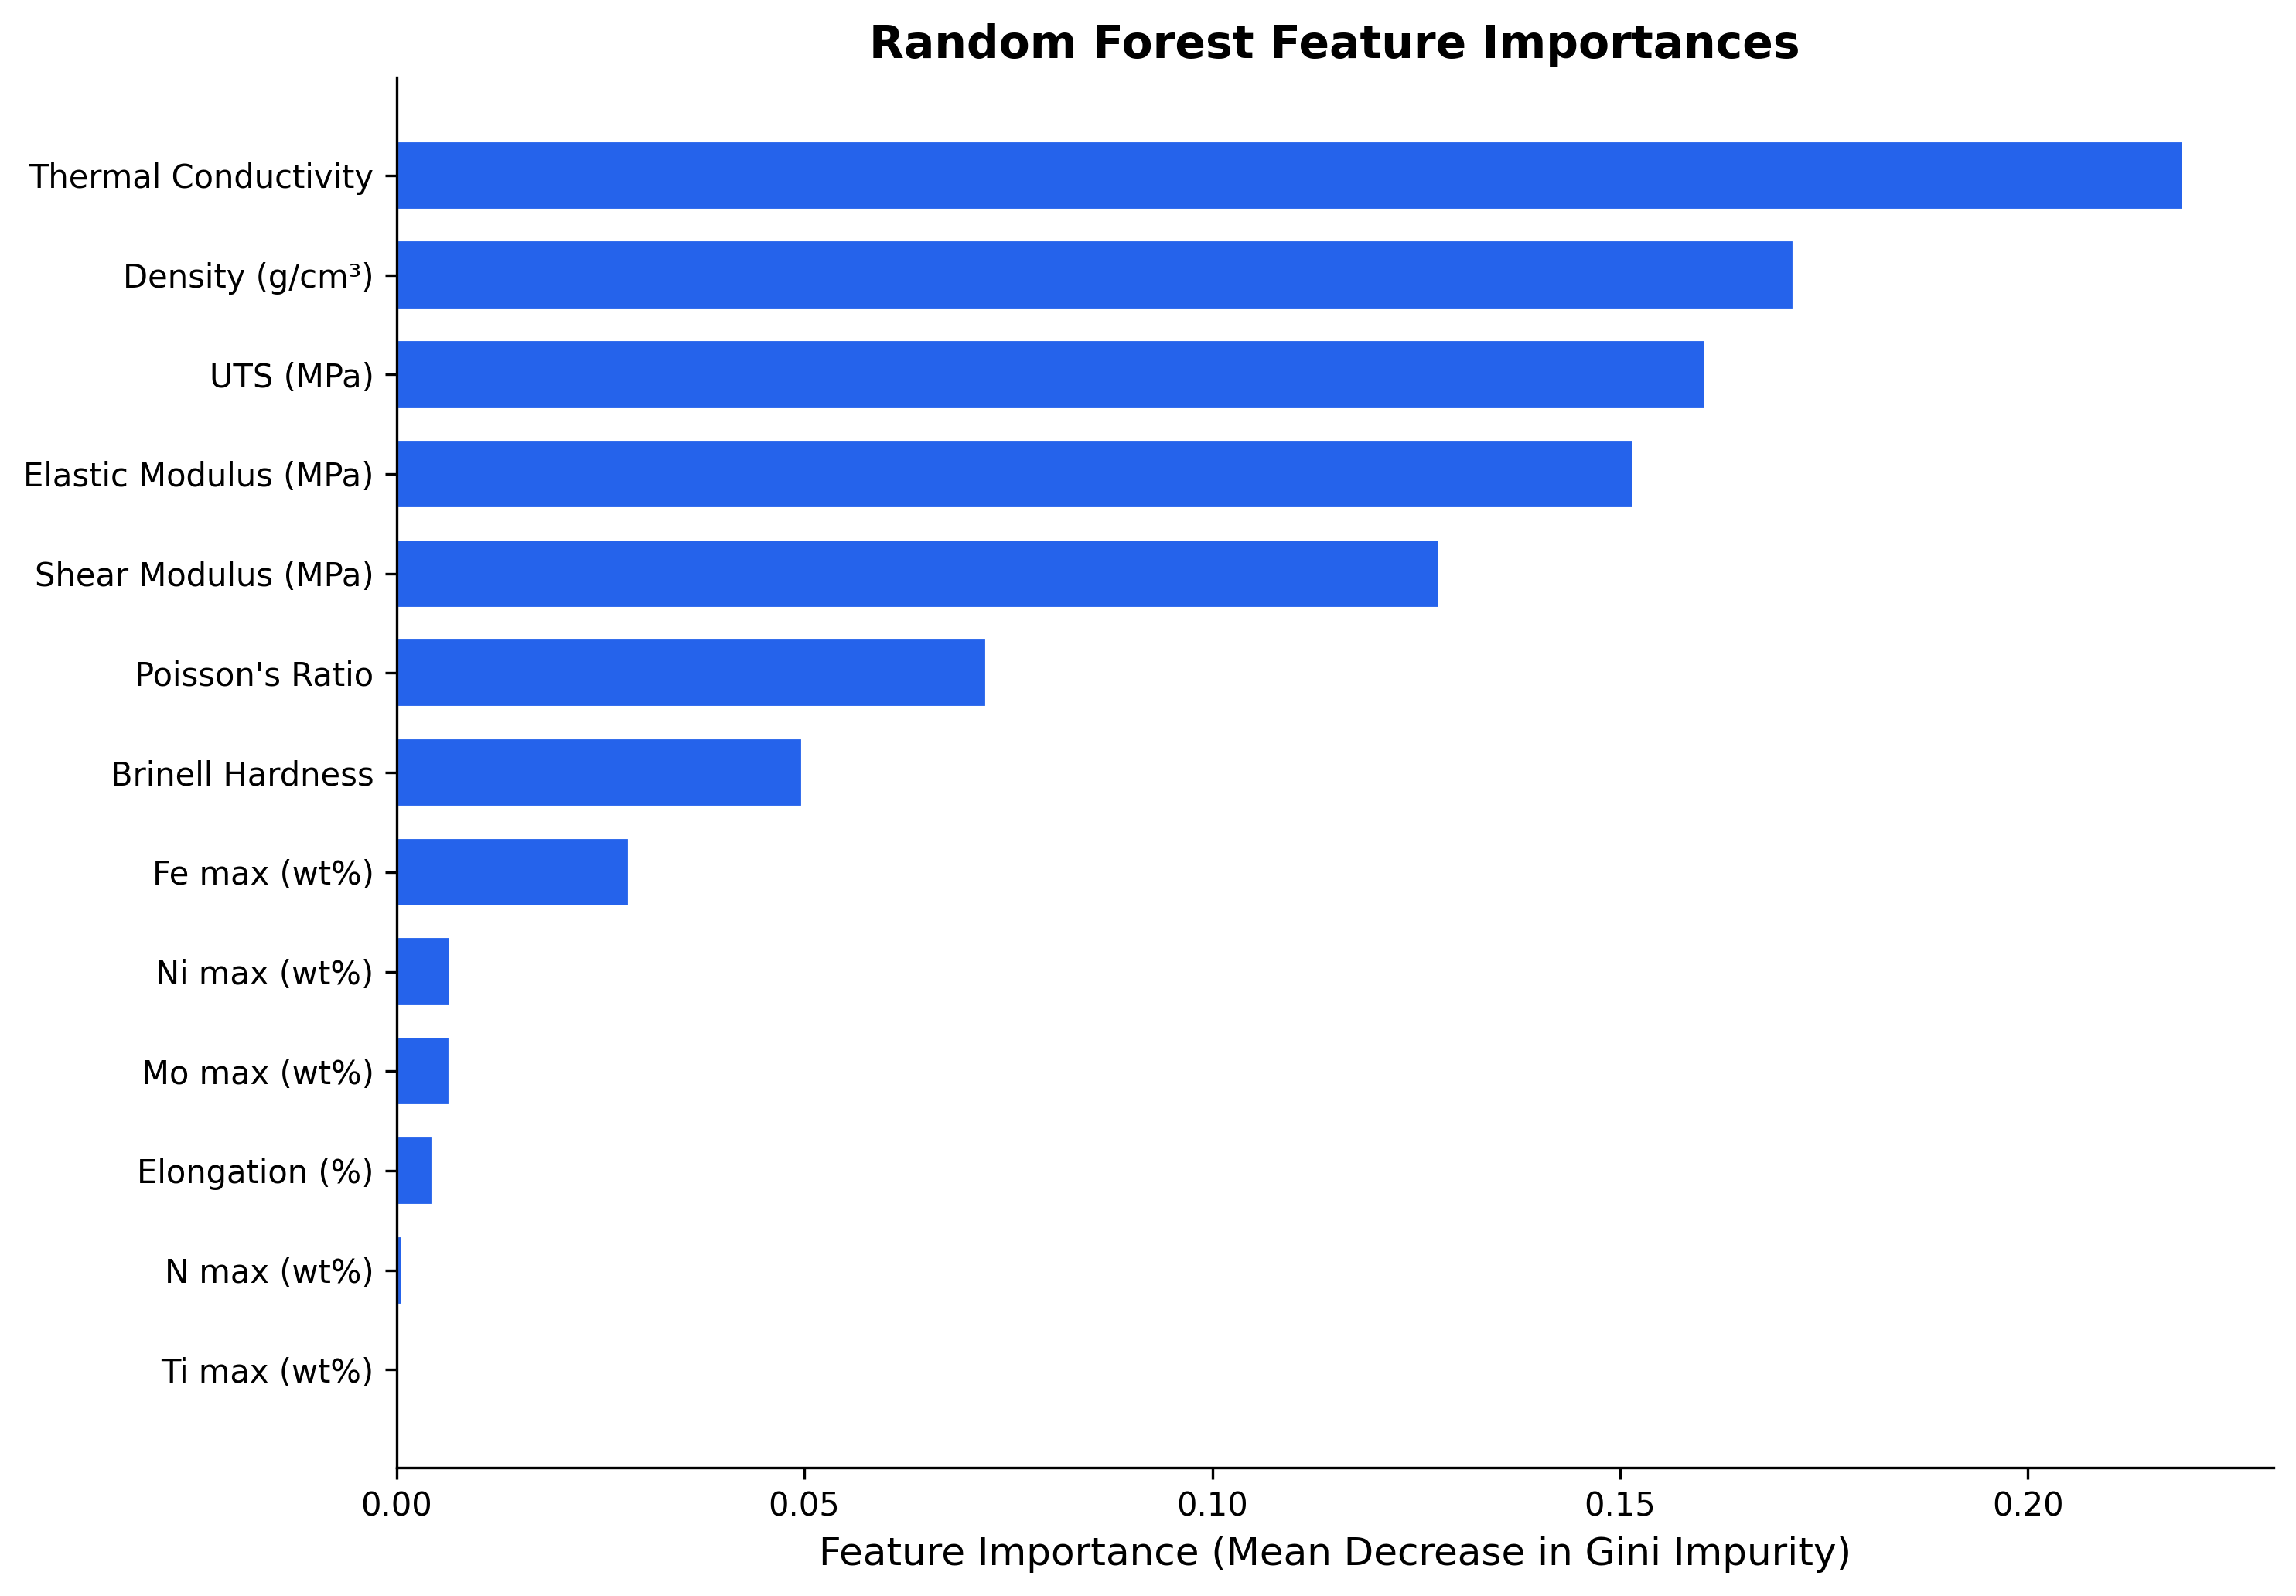 Random Forest Feature Importances
Thermal Conductivity
Density (g/cm³)
UTS (MPa)
Elastic Modulus (MPa)
Shear Modulus (MPa)
Poisson's Ratio
Brinell Hardness
Fe max (wt%)
Ni max (wt%)
Mo max (wt%)
Elongation (%)
N max (wt%)
Ti max (wt%)
0.00 0.05 0.10 0.15 0.20
Feature Importance (Mean Decrease in Gini Impurity)